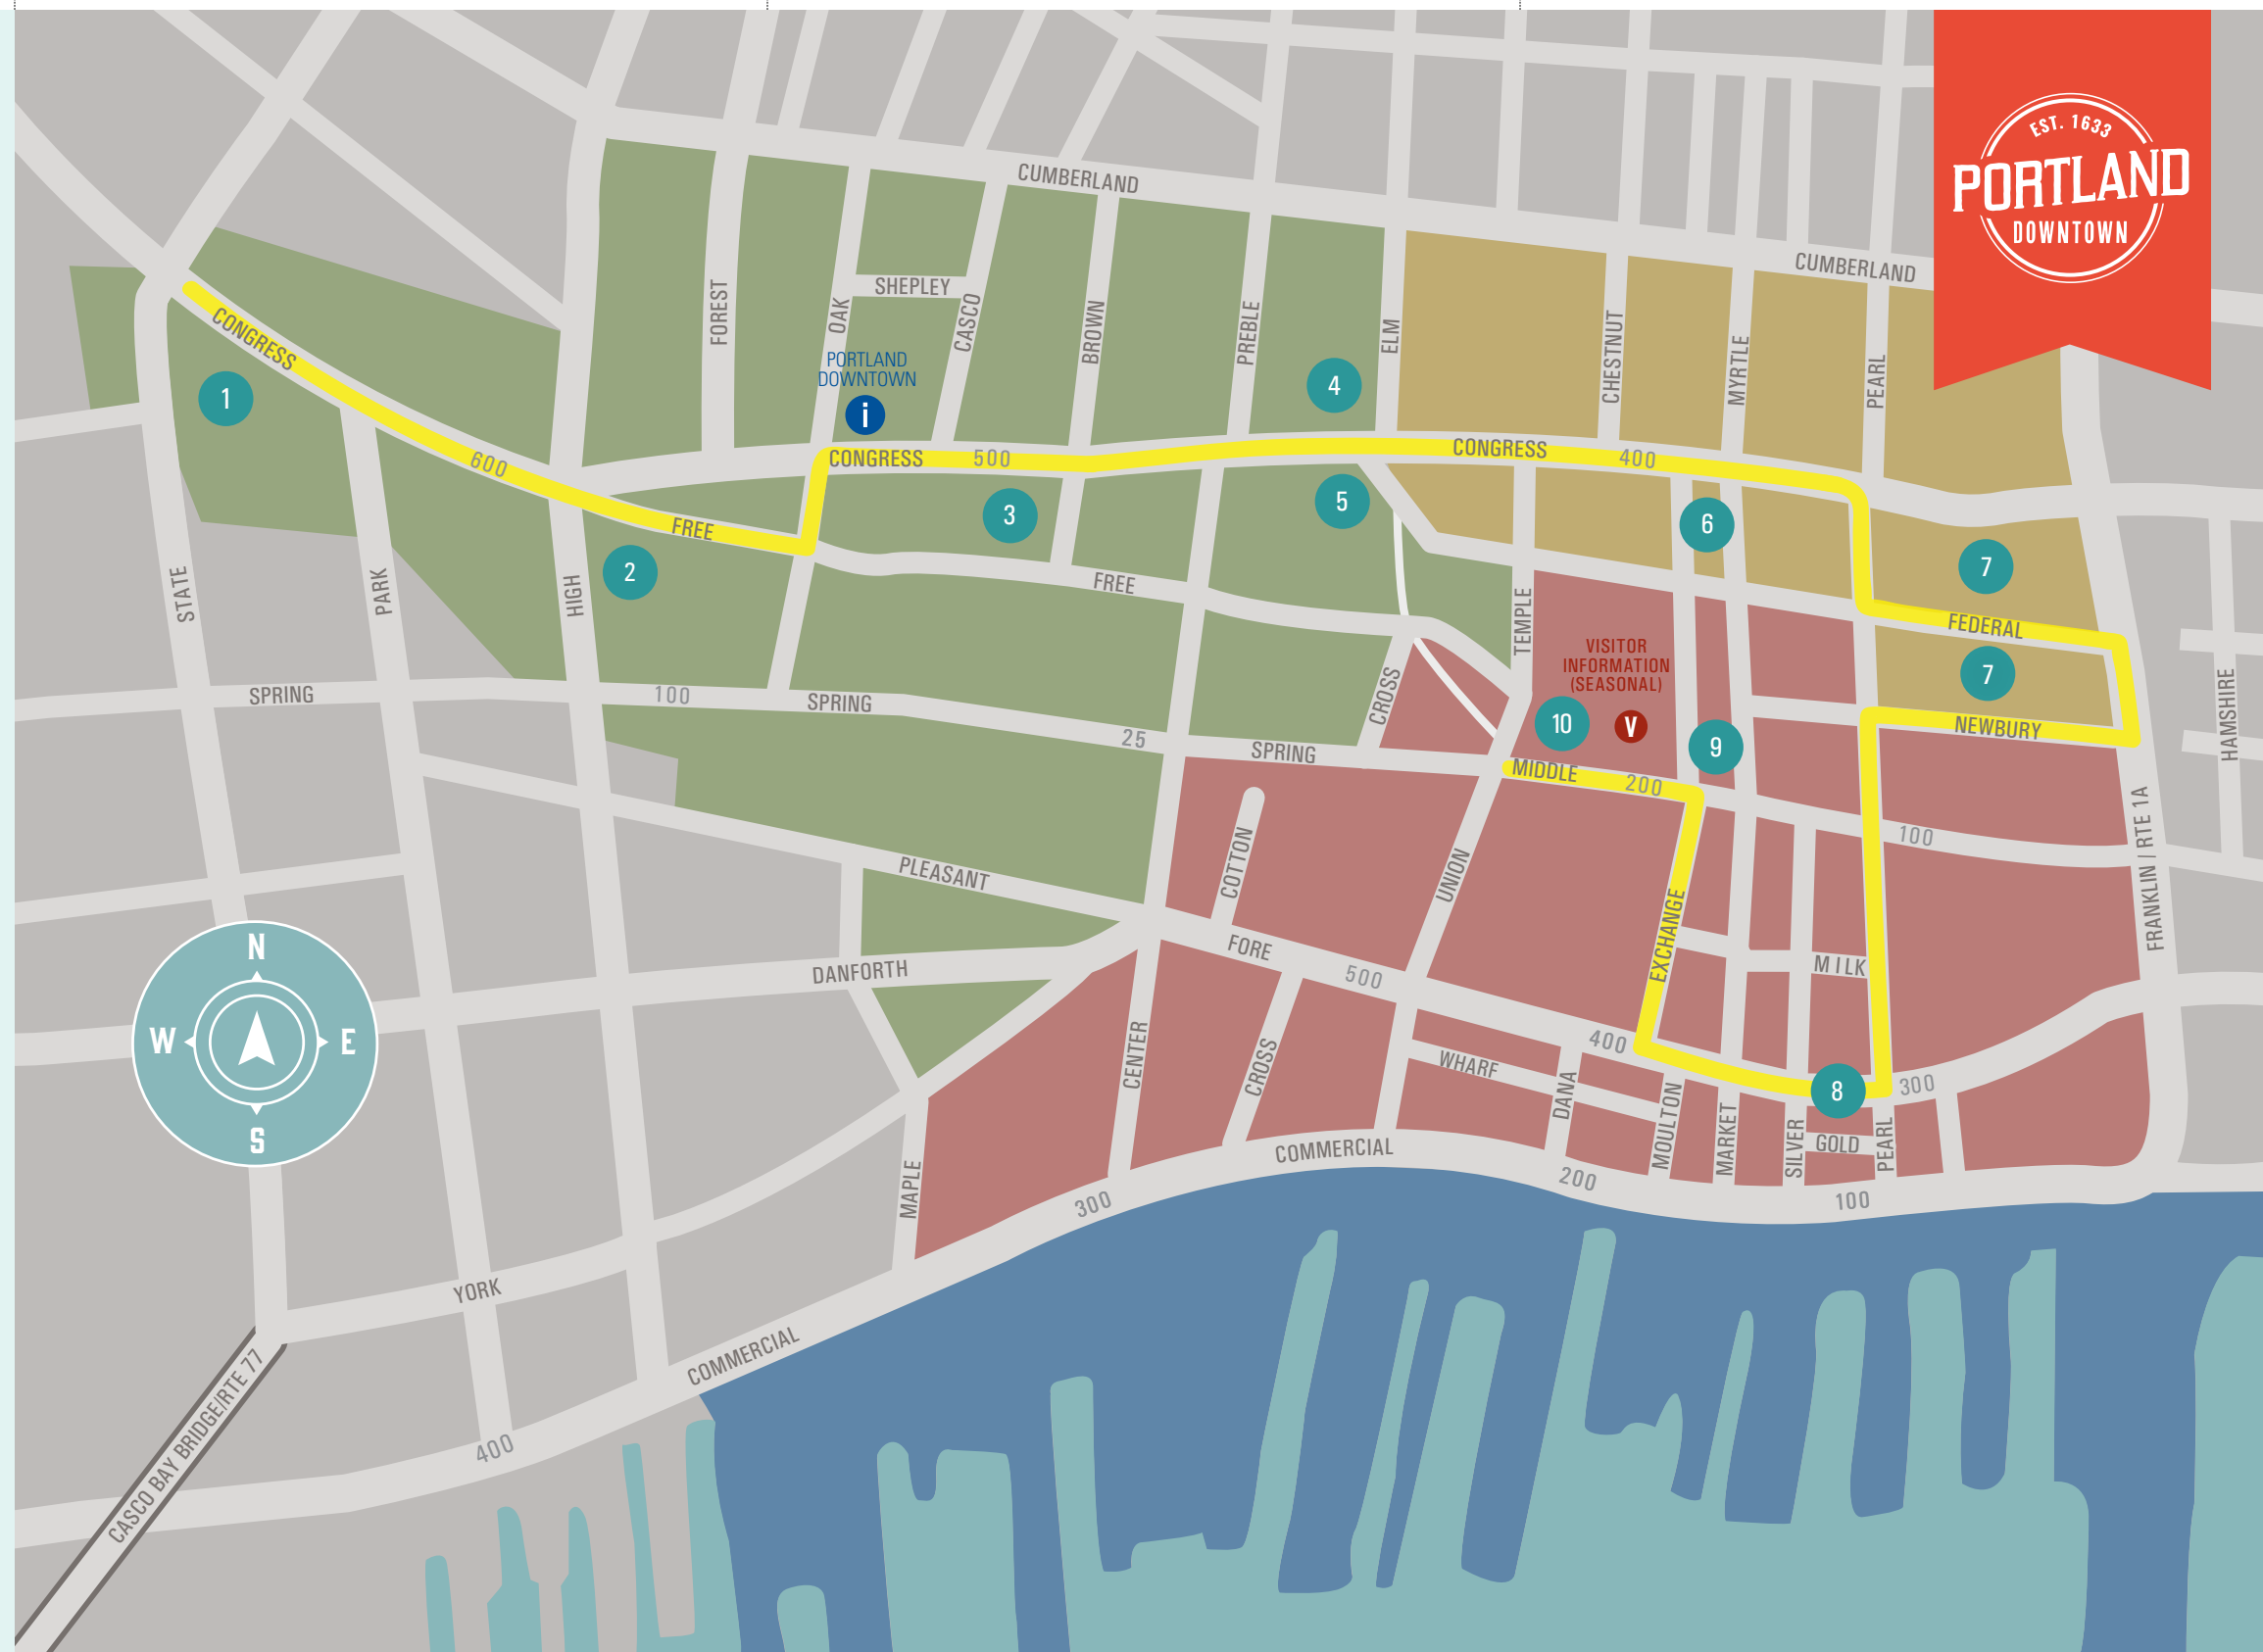 EST. 1633
PORTLAND
DOWNTOWN
CUMBERLAND
CUMBERLAND
SHEPLEY
FOREST
OAK
CASCO
BROWN
PREBLE
ELM
CHESTNUT
MYRTLE
PEARL
PORTLAND
DOWNTOWN
i
CONGRESS
1
4
600
CONGRESS
500
CONGRESS
400
3
5
6
7
FREE
2
FREE
STATE
PARK
HIGH
TEMPLE
FEDERAL
VISITOR
INFORMATION
(SEASONAL)
V
10
9
7
NEWBURY
HAMSHIRE
SPRING
100
SPRING
25
SPRING
CROSS
MIDDLE
200
100
FRANKLIN / RTE 1A
PLEASANT
COTTON
UNION
EXCHANGE
FORE
500
400
MILK
DANFORTH
N
W
E
S
CENTER
CROSS
WHARF
DANA
MOULTON
MARKET
SILVER
8
300
GOLD
PEARL
MAPLE
COMMERCIAL
300
200
100
YORK
COMMERCIAL
400
CASCO BAY BRIDGE/RTE 77